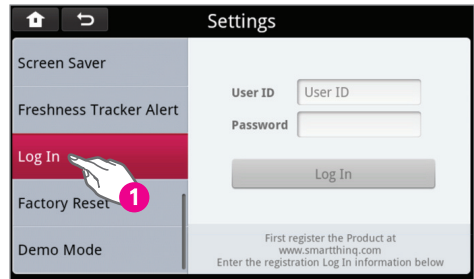 Settings
Screen Saver
Freshness Tracker Alert
Log In
Factory Reset
Demo Mode
1
User ID User ID
Password
Log In
First register the Product at
www.smartthinq.com
Enter the registration Log In information below